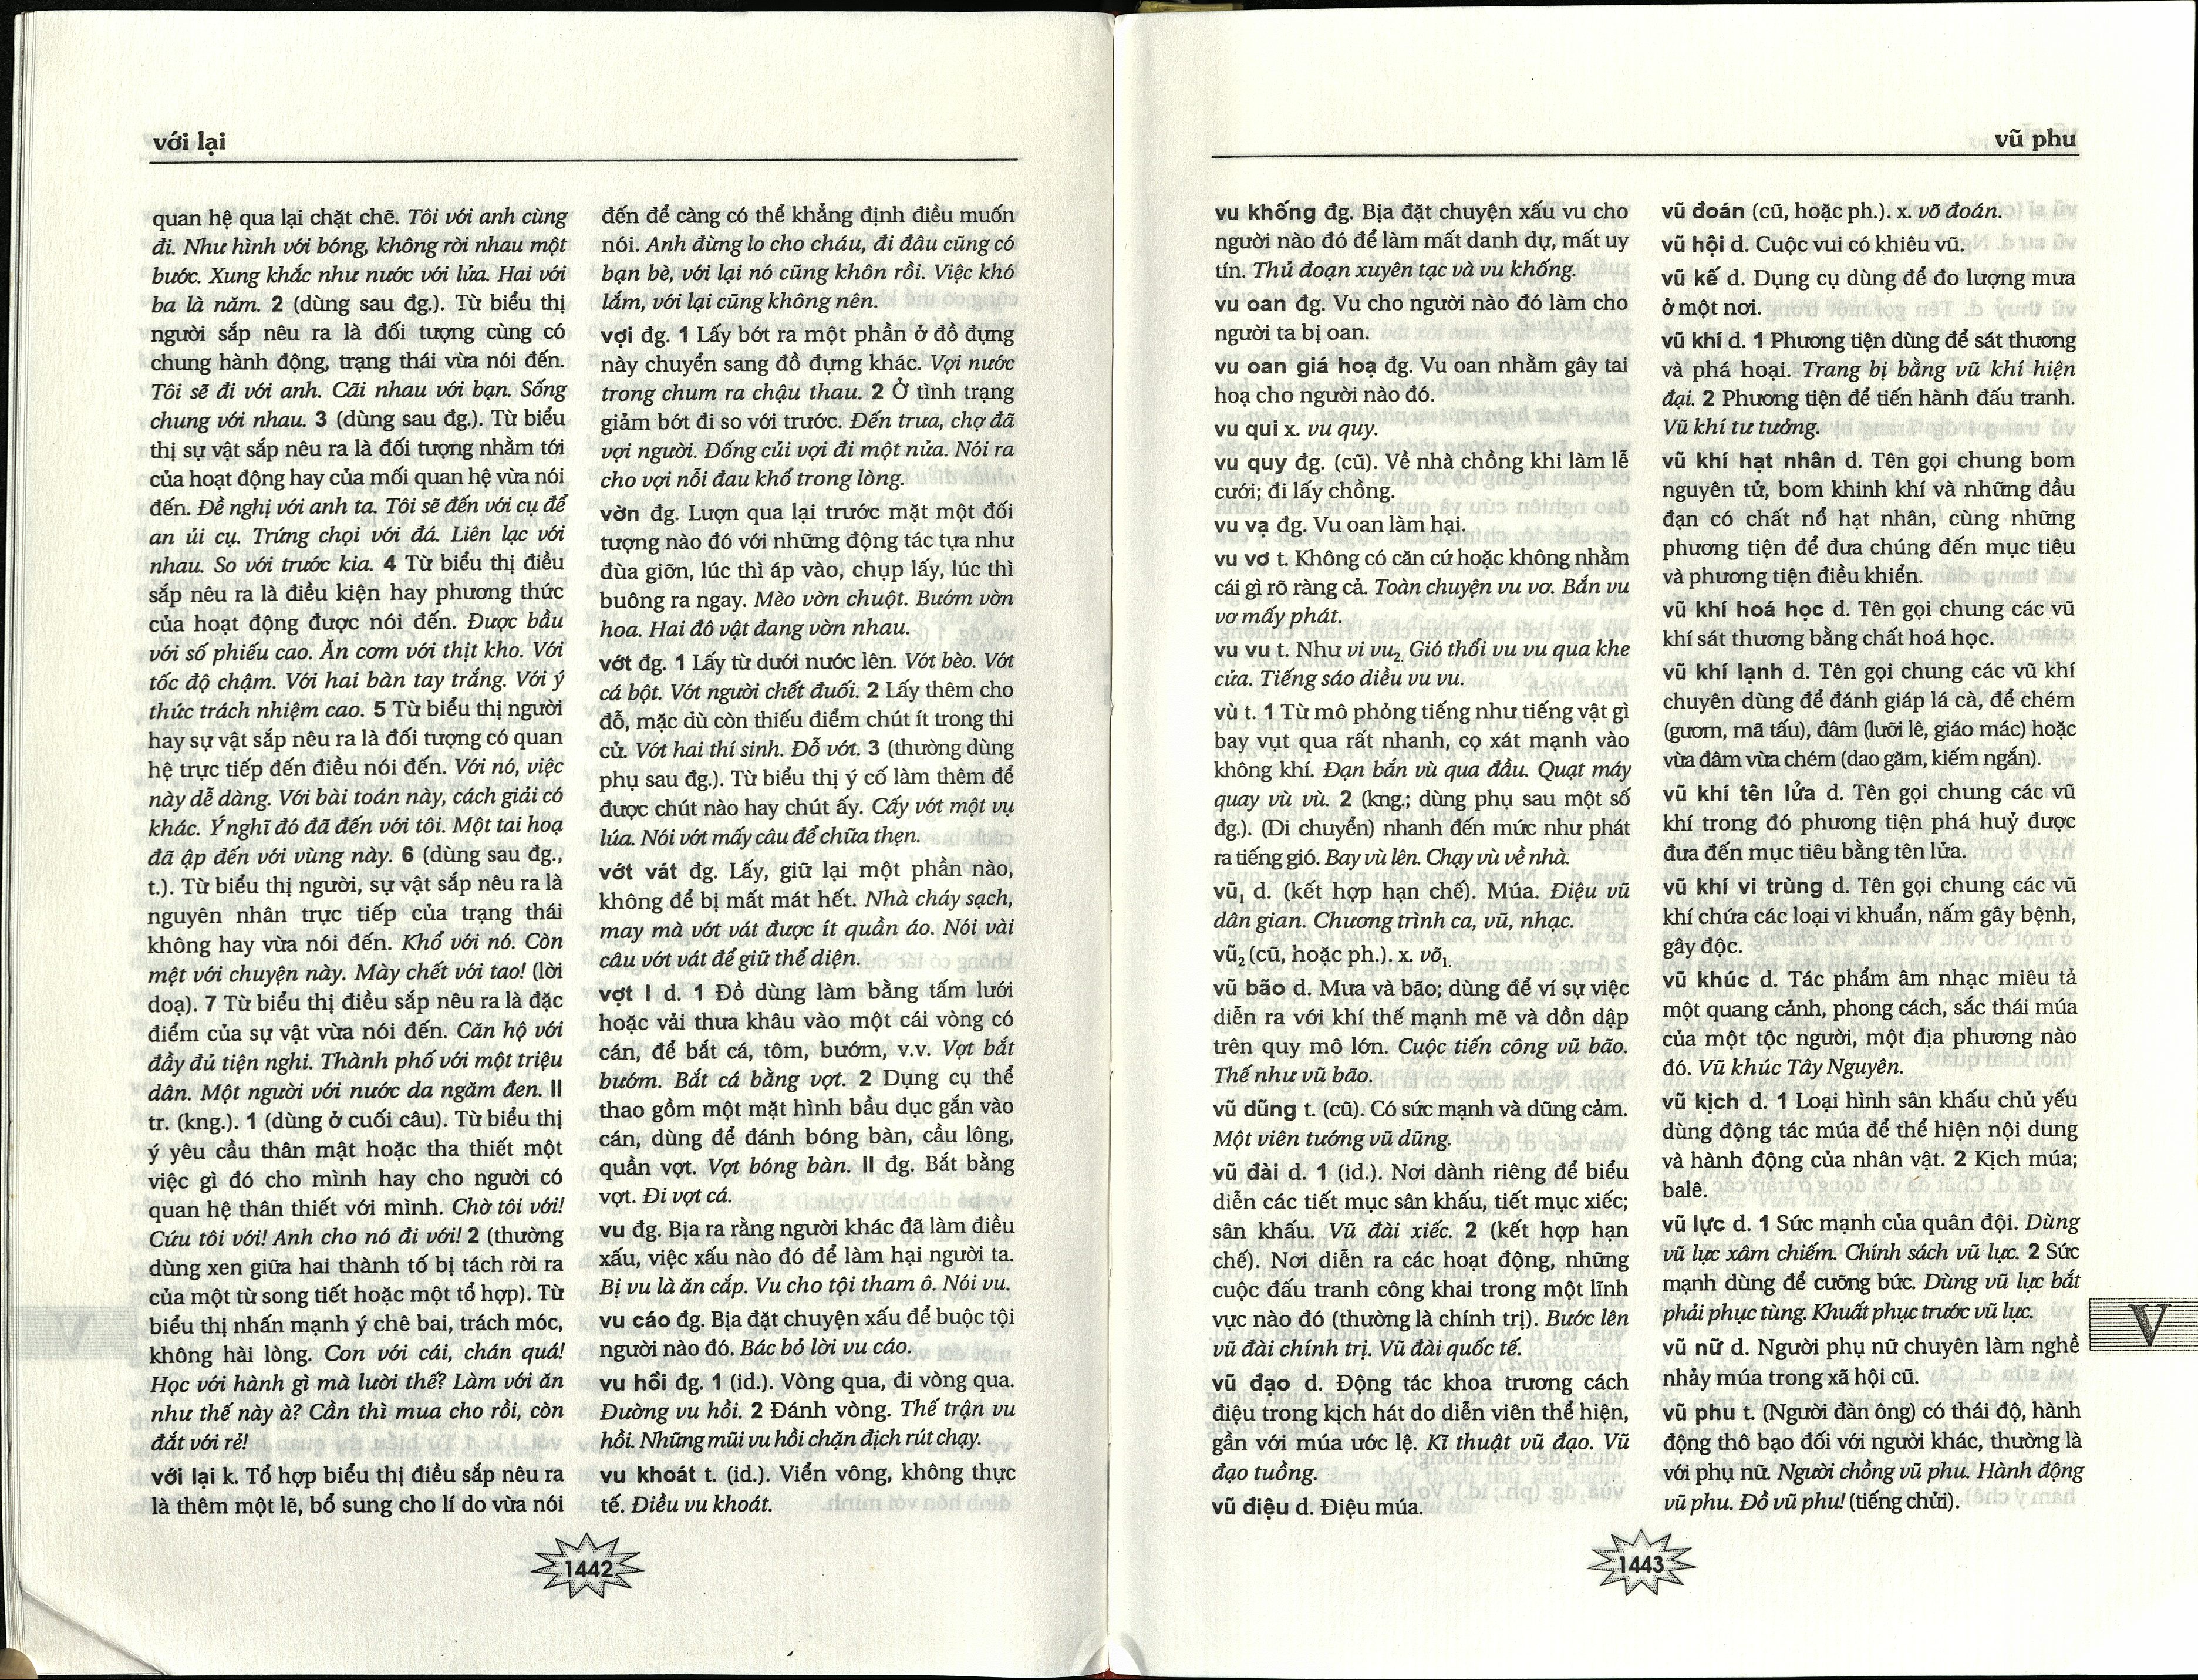 với lại
quan hệ qua lại chặt chẽ. Tôi với anh cùng
đi. Như hình với bóng, không rời nhau một
bước. Xung khắc như nước với lửa. Hai với
ba là năm. 2 (dùng sau đg.). Từ biểu thị
người sắp nêu ra là đối tượng cùng có
chung hành động, trạng thái vừa nói đến.
Tôi sẽ đi với anh. Cãi nhau với bạn. Sống
chung với nhau. 3 (dùng sau đg.). Từ biểu
thị sự vật sắp nêu ra là đối tượng nhằm tới
của hoạt động hay của mối quan hệ vừa nói
đến. Đề nghị với anh ta. Tôi sẽ đến với cụ để
an ủi cụ. Trứng chọi với đá. Liên lạc với
nhau. So với trước kia. 4 Từ biểu thị điều
sắp nêu ra là điều kiện hay phương thức
của hoạt động được nói đến. Được bầu
với số phiếu cao. Ăn cơm với thịt kho. Với
tốc độ chậm. Với hai bàn tay trắng. Với ý
thức trách nhiệm cao. 5 Từ biểu thị người
hay sự vật sắp nêu ra là đối tượng có quan
hệ trực tiếp đến điều nói đến. Với nó, việc
này dễ dàng. Với bài toán này, cách giải có
khác. Ý nghĩ đó đã đến với tôi. Một tai hoạ
đã ập đến với vùng này. 6 (dùng sau đg.,
t.). Từ biểu thị người, sự vật sắp nêu ra là
nguyên nhân trực tiếp của trạng thái
không hay vừa nói đến. Khổ với nó. Còn
mệt với chuyện này. Mày chết với tao! (lời
doạ). 7 Từ biểu thị điều sắp nêu ra là đặc
điểm của sự vật vừa nói đến. Căn hộ với
đầy đủ tiện nghi. Thành phố với một triệu
dân. Một người với nước da ngăm đen. II
tr. (kng.). 1 (dùng ở cuối câu). Từ biểu thị
ý yêu cầu thân mật hoặc tha thiết một
việc gì đó cho mình hay cho người có
quan hệ thân thiết với mình. Chờ tôi với!
Cứu tôi với! Anh cho nó đi với! 2 (thường
dùng xen giữa hai thành tố bị tách rời ra
của một từ song tiết hoặc một tổ hợp). Từ
biểu thị nhấn mạnh ý chê bai, trách móc,
không hài lòng. Con với cái, chán quá!
Học với hành gì mà lười thế? Làm với ăn
như thế này à? Cần thì mua cho rồi, còn
đắt với rẻ!
với lại k. Tổ hợp biểu thị điều sắp nêu ra
là thêm một lẽ, bổ sung cho lí do vừa nói
đến để càng có thể khẳng định điều muốn
nói. Anh đừng lo cho cháu, đi đâu cũng có
bạn bè, với lại nó cũng khôn rồi. Việc khó
lắm, với lại cũng không nên.
vợi đg. 1 Lấy bớt ra một phần ở đồ đựng
này chuyển sang đồ đựng khác. Vợi nước
trong chum ra chậu thau. 2 Ở tình trạng
giảm bớt đi so với trước. Đến trưa, chợ đã
vợi người. Đống củi vợi đi một nửa. Nói ra
cho vợi nỗi đau khổ trong lòng.
vờn đg. Lượn qua lại trước mặt một đối
tượng nào đó với những động tác tựa như
đùa giỡn, lúc thì áp vào, chụp lấy, lúc thì
buông ra ngay. Mèo vờn chuột. Bướm vờn
hoa. Hai đô vật đang vờn nhau.
vớt đg. 1 Lấy từ dưới nước lên. Vớt bèo. Vớt
cá bột. Vớt người chết đuối. 2 Lấy thêm cho
đỗ, mặc dù còn thiếu điểm chút ít trong thi
cử. Vớt hai thí sinh. Đỗ vớt. 3 (thường dùng
phụ sau đg.). Từ biểu thị ý cố làm thêm để
được chút nào hay chút ấy. Cấy vớt một vụ
lúa. Nói vớt mấy câu để chữa thẹn.
vớt vát đg. Lấy, giữ lại một phần nào,
không để bị mất mát hết. Nhà cháy sạch,
may mà vớt vát được ít quần áo. Nói vài
câu vớt vát để giữ thể diện.
vợt I d. 1 Đồ dùng làm bằng tấm lưới
hoặc vải thưa khâu vào một cái vòng có
cán, để bắt cá, tôm, bướm, v.v. Vợt bắt
bướm. Bắt cá bằng vợt. 2 Dụng cụ thể
thao gồm một mặt hình bầu dục gắn vào
cán, dùng để đánh bóng bàn, cầu lông,
quần vợt. Vợt bóng bàn. II đg. Bắt bằng
vợt. Đi vợt cá.
vu đg. Bịa ra rằng người khác đã làm điều
xấu, việc xấu nào đó để làm hại người ta.
Bị vu là ăn cắp. Vu cho tội tham ô. Nói vu.
vu cáo đg. Bịa đặt chuyện xấu để buộc tội
người nào đó. Bác bỏ lời vu cáo.
vu hồi đg. 1 (id.). Vòng qua, đi vòng qua.
Đường vu hồi. 2 Đánh vòng. Thế trận vu
hồi. Những mũi vu hồi chặn địch rút chạy.
vu khoát t. (id.). Viển vông, không thực
tế. Điều vu khoát.
1442
vũ phu
vu khống đg. Bịa đặt chuyện xấu vu cho
người nào đó để làm mất danh dự, mất uy
tín. Thủ đoạn xuyên tạc và vu khống.
vu oan đg. Vu cho người nào đó làm cho
người ta bị oan.
vu oan giá hoạ đg. Vu oan nhằm gây tai
hoạ cho người nào đó.
vu qui x. vu quy.
vu quy đg. (cũ). Về nhà chồng khi làm lễ
cưới; đi lấy chồng.
vu vạ đg. Vu oan làm hại.
vu vơ t. Không có căn cứ hoặc không nhằm
cái gì rõ ràng cả. Toàn chuyện vu vơ. Bắn vu
vơ mấy phát.
vu vu t. Như vi vu₂. Gió thổi vu vu qua khe
cửa. Tiếng sáo diều vu vu.
vù t. 1 Từ mô phỏng tiếng như tiếng vật gì
bay vụt qua rất nhanh, cọ xát mạnh vào
không khí. Đạn bắn vù qua đầu. Quạt máy
quay vù vù. 2 (kng.; dùng phụ sau một số
đg.). (Di chuyển) nhanh đến mức như phát
ra tiếng gió. Bay vù lên. Chạy vù về nhà.
vũ₁ d. (kết hợp hạn chế). Múa. Điệu vũ
dân gian. Chương trình ca, vũ, nhạc.
vũ₂ (cũ, hoặc ph.). x. võ₁.
vũ bão d. Mưa và bão; dùng để ví sự việc
diễn ra với khí thế mạnh mẽ và dồn dập
trên quy mô lớn. Cuộc tiến công vũ bão.
Thế như vũ bão.
vũ dũng t. (cũ). Có sức mạnh và dũng cảm.
Một viên tướng vũ dũng.
vũ đài d. 1 (id.). Nơi dành riêng để biểu
diễn các tiết mục sân khấu, tiết mục xiếc;
sân khấu. Vũ đài xiếc. 2 (kết hợp hạn
chế). Nơi diễn ra các hoạt động, những
cuộc đấu tranh công khai trong một lĩnh
vực nào đó (thường là chính trị). Bước lên
vũ đài chính trị. Vũ đài quốc tế.
vũ đạo d. Động tác khoa trương cách
điệu trong kịch hát do diễn viên thể hiện,
gần với múa ước lệ. Kĩ thuật vũ đạo. Vũ
đạo tuồng.
vũ điệu d. Điệu múa.
vũ đoán (cũ, hoặc ph.). x. võ đoán.
vũ hội d. Cuộc vui có khiêu vũ.
vũ kế d. Dụng cụ dùng để đo lượng mưa
ở một nơi.
vũ khí d. 1 Phương tiện dùng để sát thương
và phá hoại. Trang bị bằng vũ khí hiện
đại. 2 Phương tiện để tiến hành đấu tranh.
Vũ khí tư tưởng.
vũ khí hạt nhân d. Tên gọi chung bom
nguyên tử, bom khinh khí và những đầu
đạn có chất nổ hạt nhân, cùng những
phương tiện để đưa chúng đến mục tiêu
và phương tiện điều khiển.
vũ khí hoá học d. Tên gọi chung các vũ
khí sát thương bằng chất hoá học.
vũ khí lạnh d. Tên gọi chung các vũ khí
chuyên dùng để đánh giáp lá cà, để chém
(gươm, mã tấu), đâm (lưỡi lê, giáo mác) hoặc
vừa đâm vừa chém (dao găm, kiếm ngắn).
vũ khí tên lửa d. Tên gọi chung các vũ
khí trong đó phương tiện phá huỷ được
đưa đến mục tiêu bằng tên lửa.
vũ khí vi trùng d. Tên gọi chung các vũ
khí chứa các loại vi khuẩn, nấm gây bệnh,
gây độc.
vũ khúc d. Tác phẩm âm nhạc miêu tả
một quang cảnh, phong cách, sắc thái múa
của một tộc người, một địa phương nào
đó. Vũ khúc Tây Nguyên.
vũ kịch d. 1 Loại hình sân khấu chủ yếu
dùng động tác múa để thể hiện nội dung
và hành động của nhân vật. 2 Kịch múa;
balê.
vũ lực d. 1 Sức mạnh của quân đội. Dùng
vũ lực xâm chiếm. Chính sách vũ lực. 2 Sức
mạnh dùng để cưỡng bức. Dùng vũ lực bắt
phải phục tùng. Khuất phục trước vũ lực.
vũ nữ d. Người phụ nữ chuyên làm nghề
nhảy múa trong xã hội cũ.
vũ phu t. (Người đàn ông) có thái độ, hành
động thô bạo đối với người khác, thường là
với phụ nữ. Người chồng vũ phu. Hành động
vũ phu. Đồ vũ phu! (tiếng chửi).
V
1443